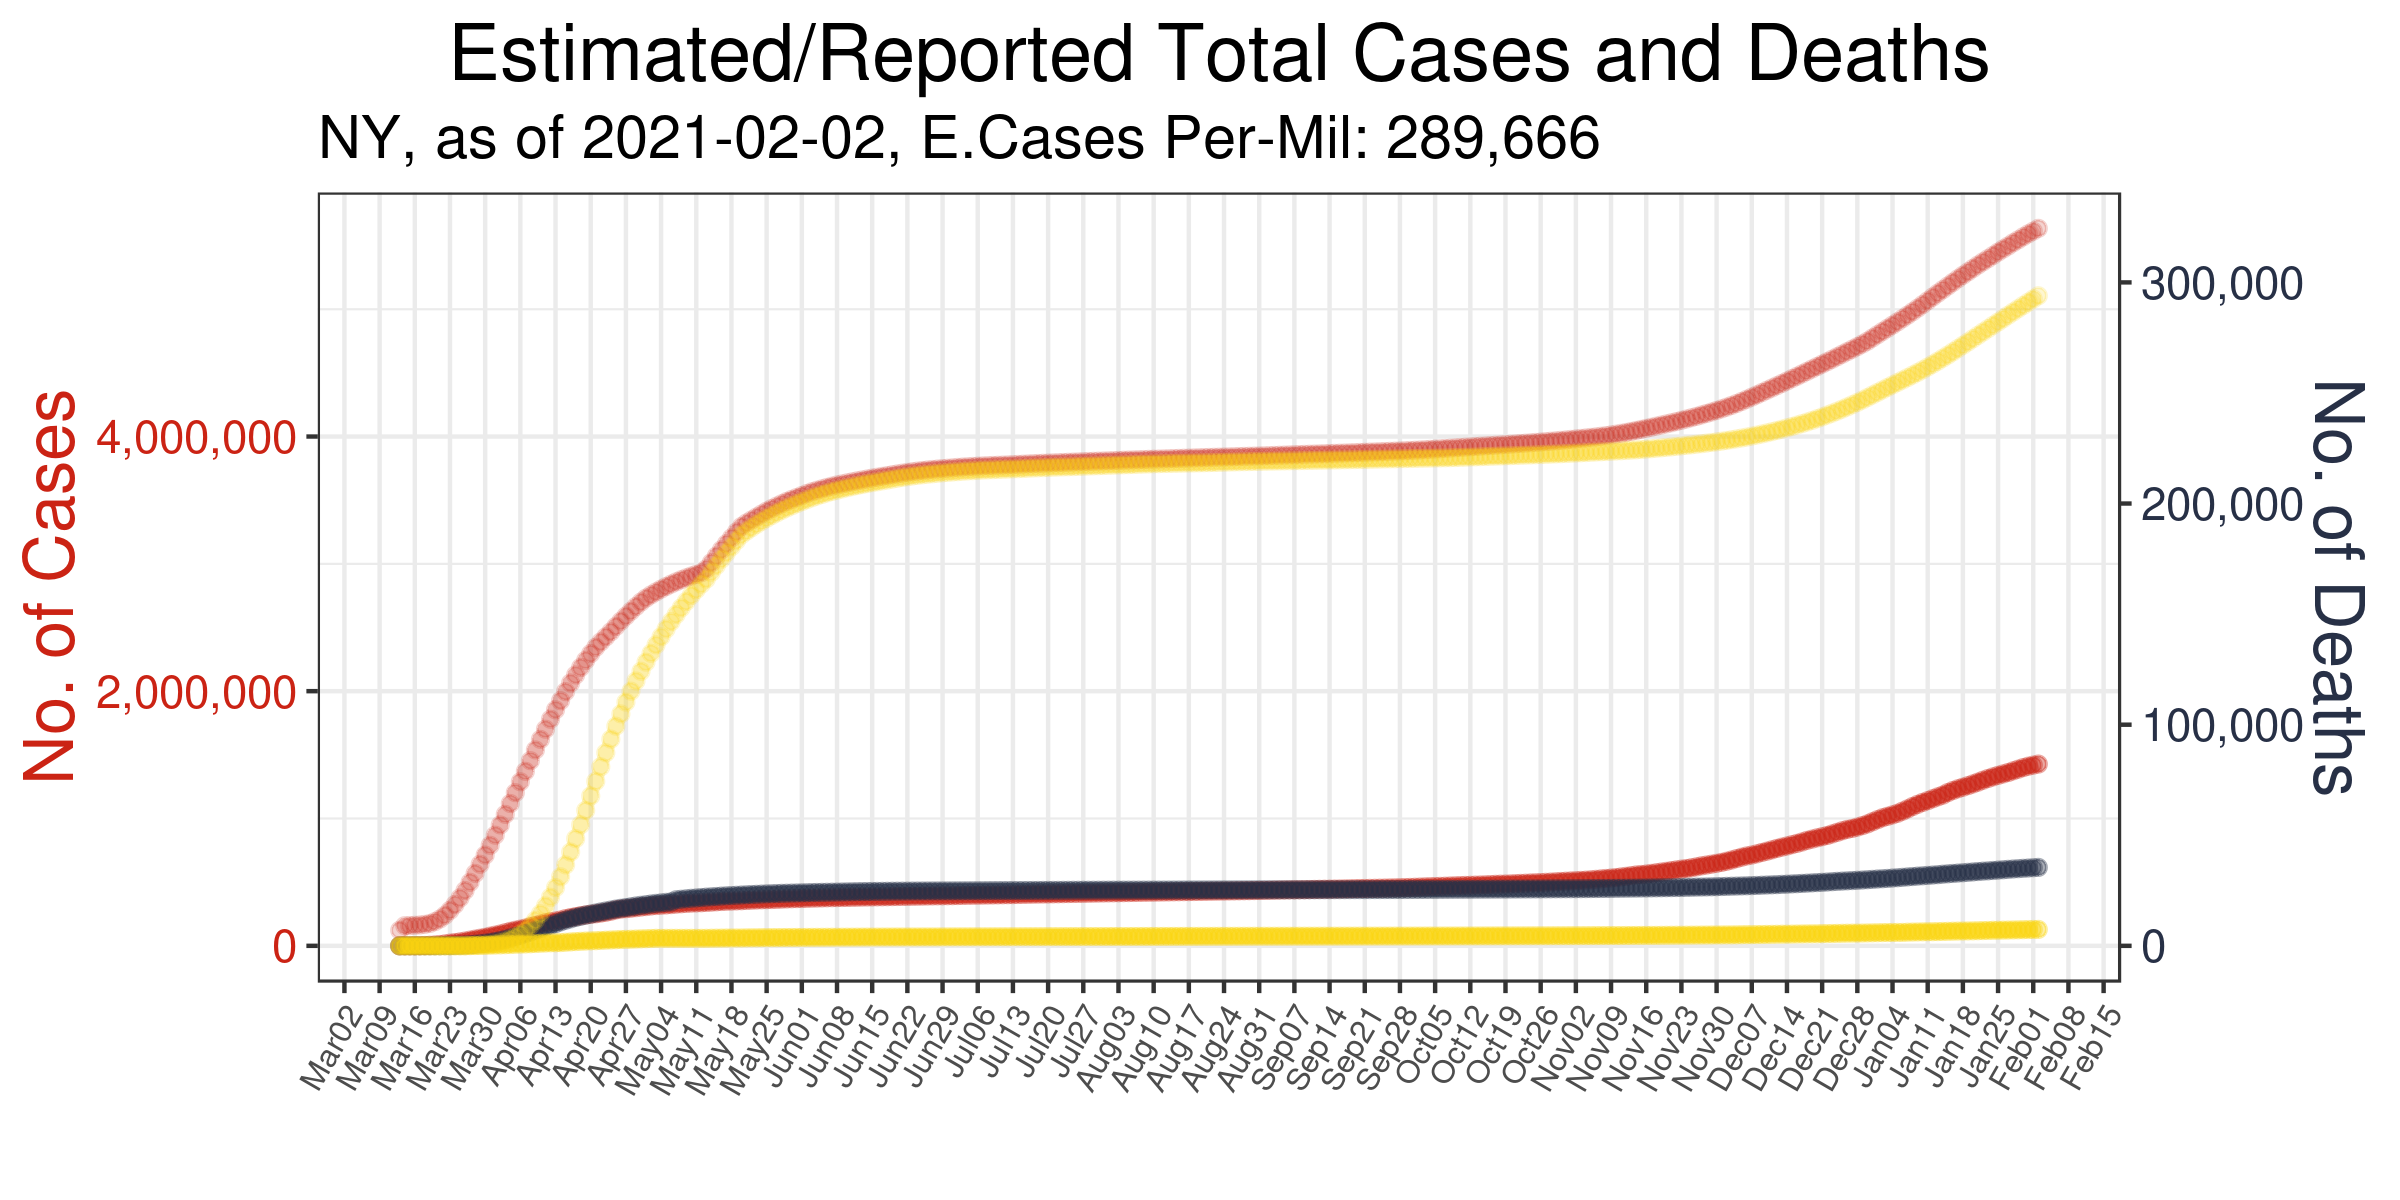 Estimated/Reported Total Cases and Deaths
NY, as of 2021-02-02, E.Cases Per-Mil: 289,666
No. of Cases
4,000,000
2,000,000
0
300,000
200,000
100,000
0
No. of Deaths
Mar02
Mar09
Mar16
Mar23
Mar30
Apr06
Apr13
Apr20
Apr27
May04
May11
May18
May25
Jun01
Jun08
Jun15
Jun22
Jun29
Jul06
Jul13
Jul20
Jul27
Aug03
Aug10
Aug17
Aug24
Aug31
Sep07
Sep14
Sep21
Sep28
Oct05
Oct12
Oct19
Oct26
Nov02
Nov09
Nov16
Nov23
Nov30
Dec07
Dec14
Dec21
Dec28
Jan04
Jan11
Jan18
Jan25
Feb01
Feb08
Feb15